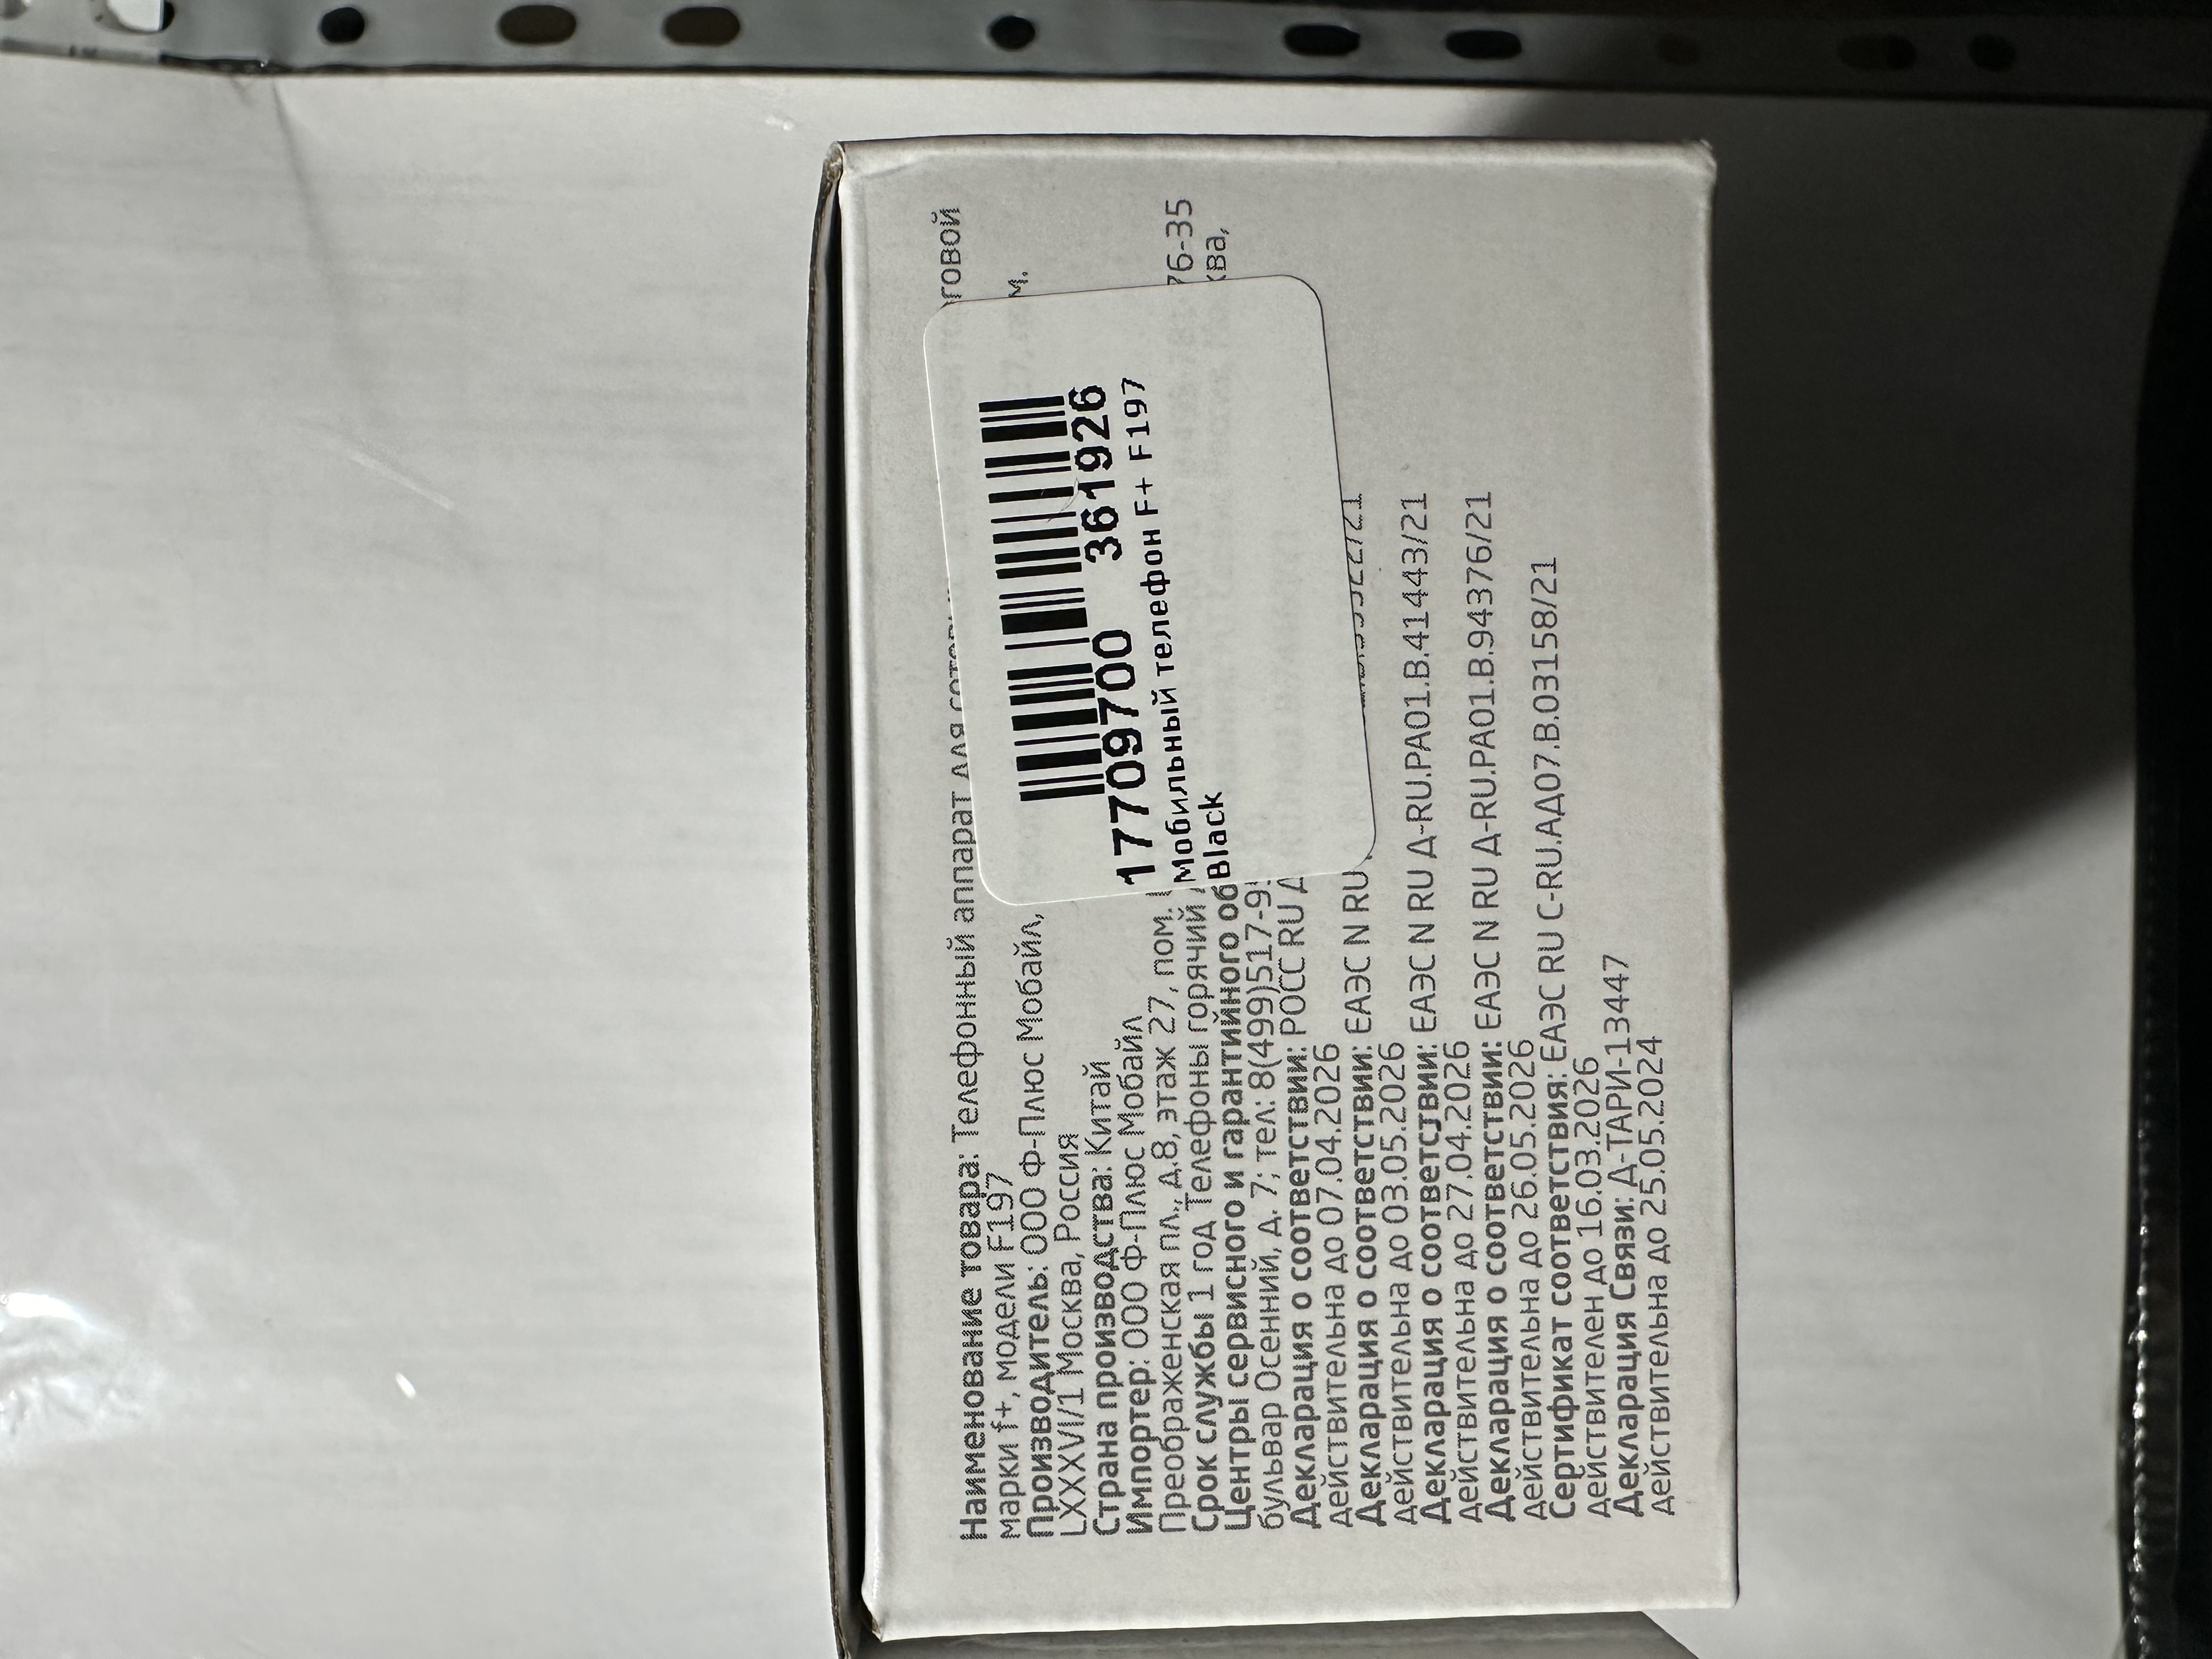 Наименование товара: Телефонный аппарат для сотовой
марки f+, модели F197
Производитель: ООО Ф-Плюс Мобайл,
LXXXVI/1 Москва, Россия
Страна производства: Китай
Импортер: ООО Ф-Плюс Мобайл
Преображенская пл., д.8, этаж 27, пом.
Срок службы 1 год Телефоны горячий 76-35
Центры сервисного и гарантийного
бульвар Осенний, д. 7; тел: 8(499)517-9
Декларация о соответствии: РОСС RU Д
действительна до 07.04.2026
Декларация о соответствии: ЕАЭС N RU
действительна до 03.05.2026
Декларация о соответствии: ЕАЭС N RU Д-RU.РА01.В.41443/21
действительна до 27.04.2026
Декларация о соответствии: ЕАЭС N RU Д-RU.РА01.В.94376/21
действительна до 26.05.2026
Сертификат соответствия: ЕАЭС RU С-RU.АД07.В.03158/21
действителен до 16.03.2026
Декларация Связи: Д-ТАРИ-13447
действительна до 25.05.2024
17709700 361926
Мобильный телефон F+ F197
Black